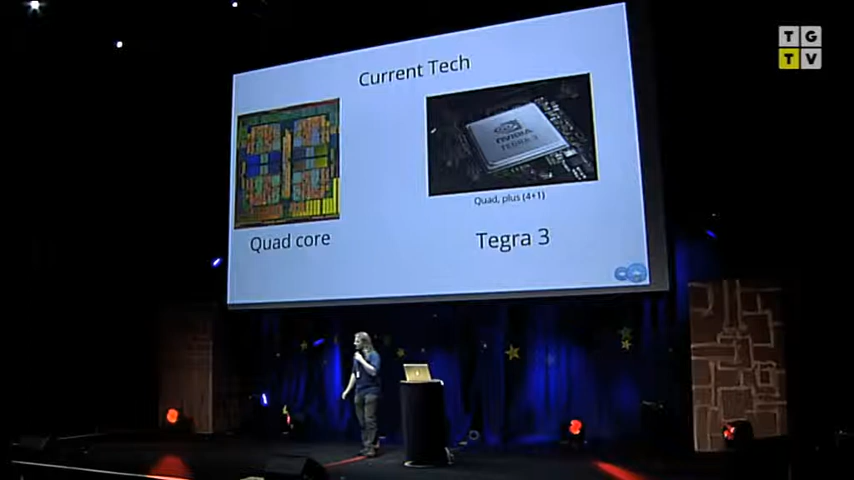 TG
TV
Current Tech
NVIDIA
TEGRA 3
Quad, plus (4+1)
Quad core
Tegra 3